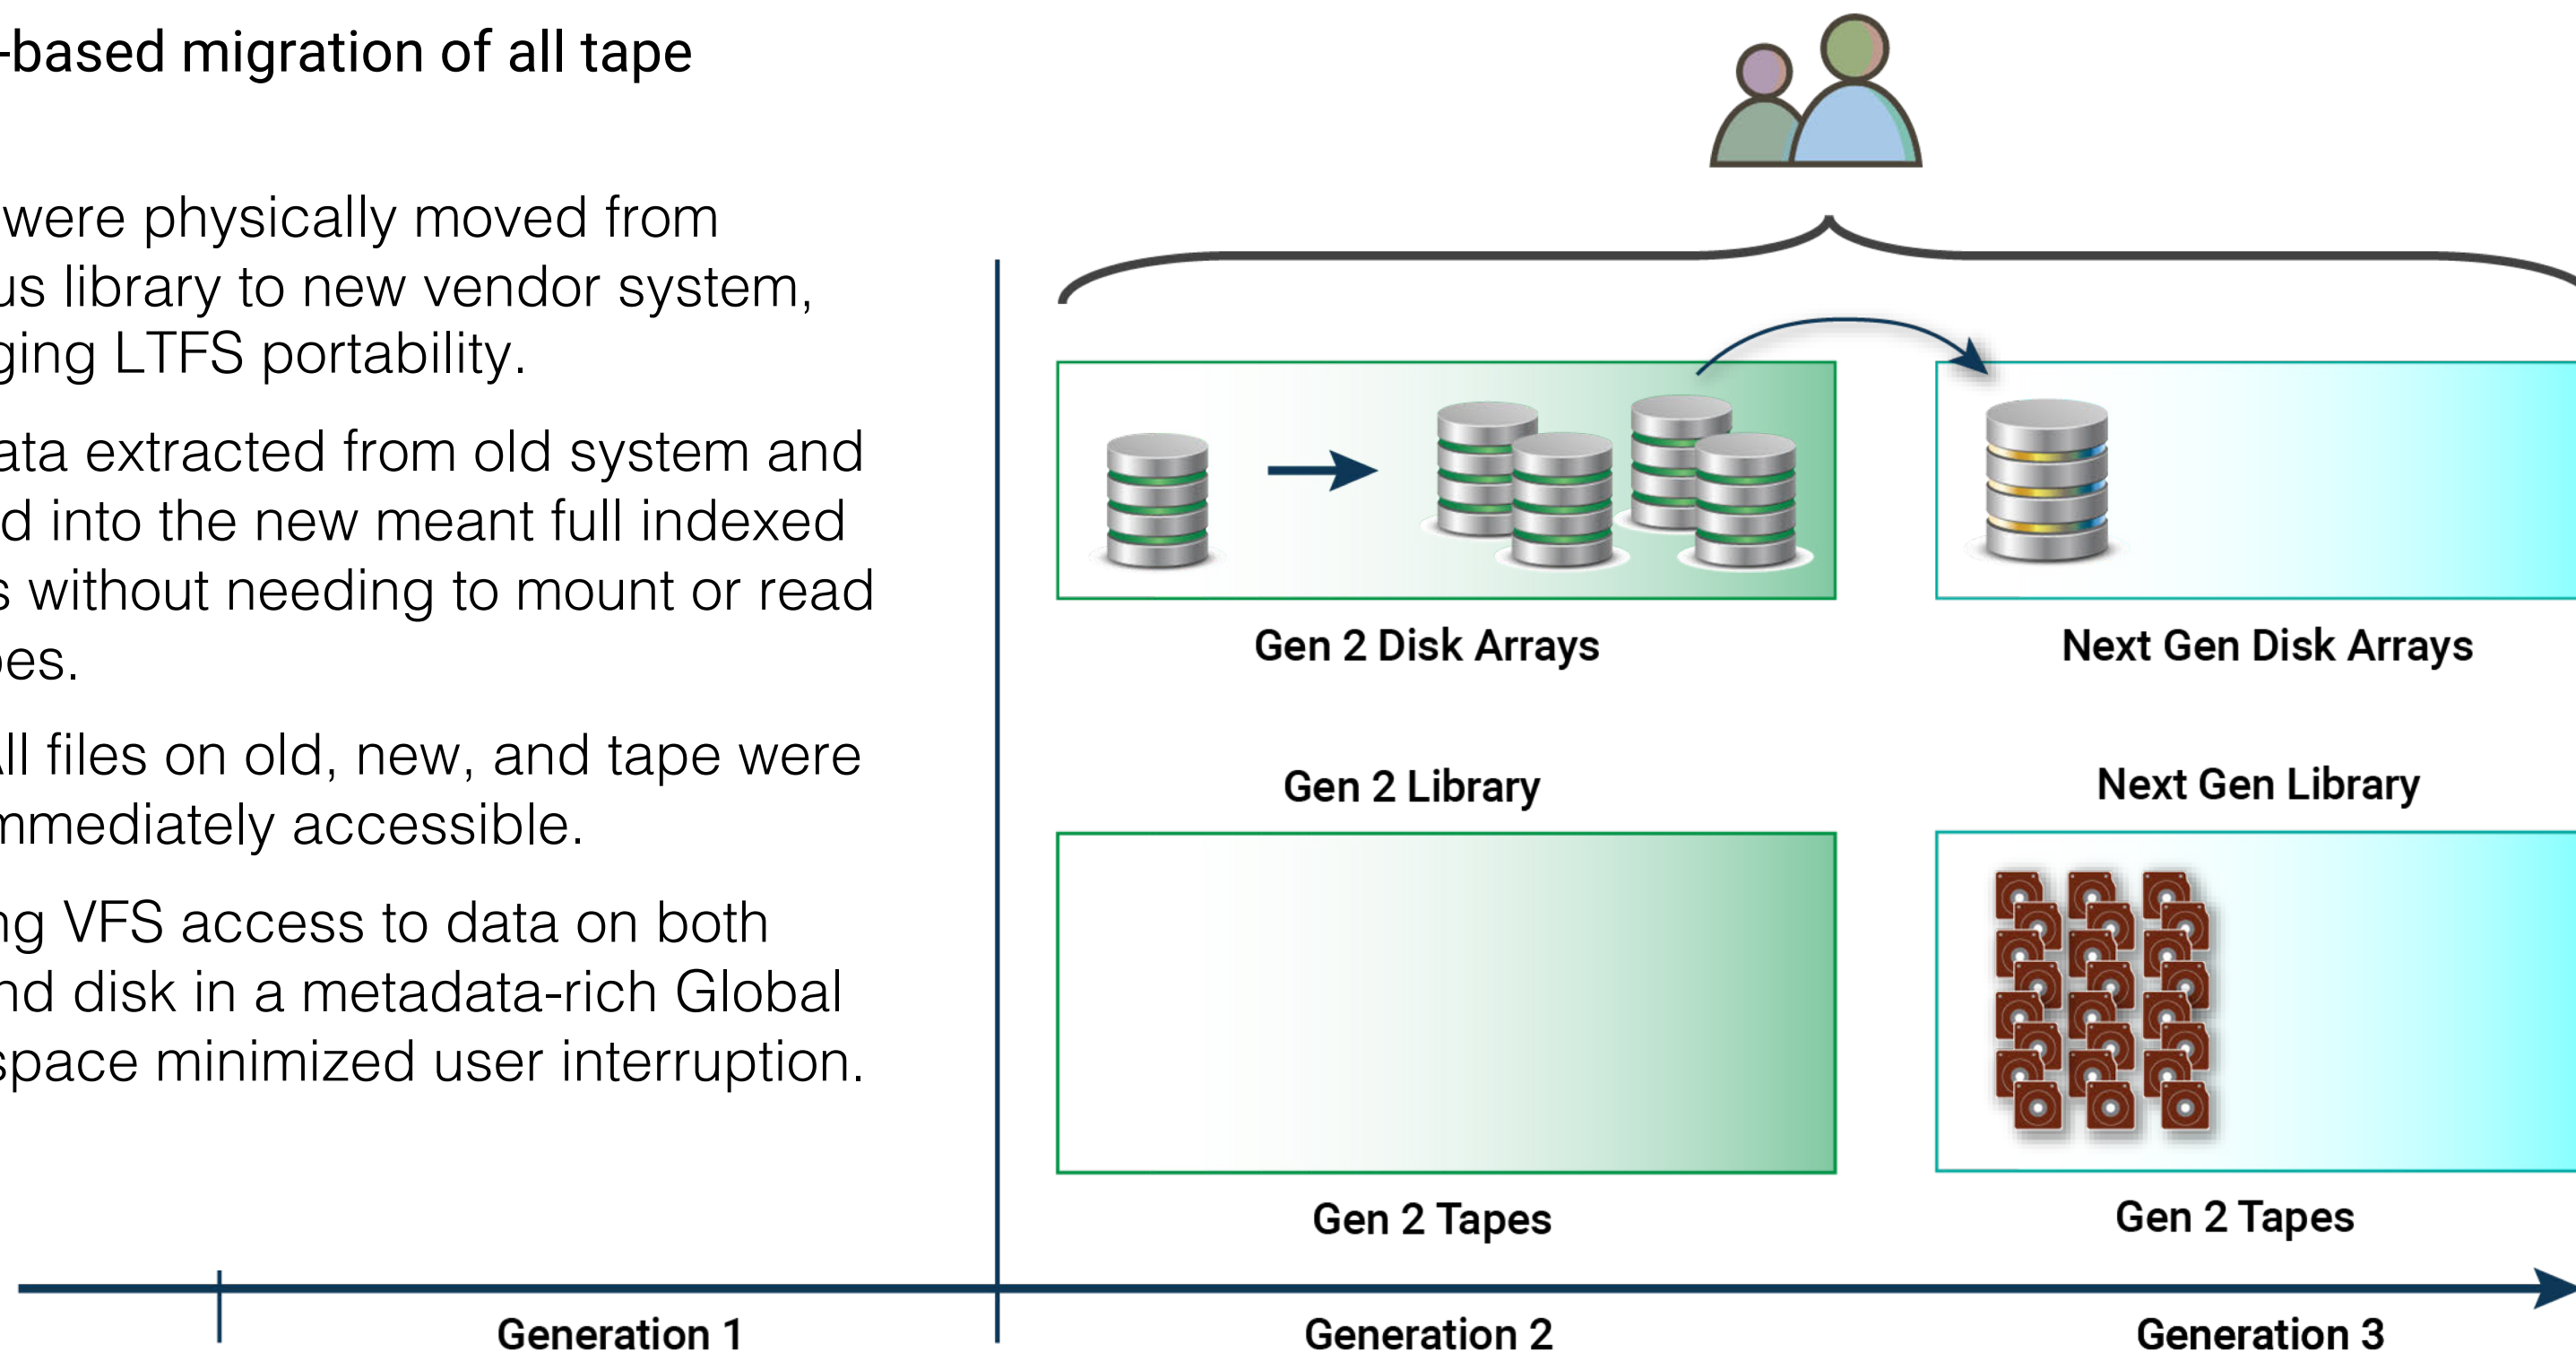 -based migration of all tape
were physically moved from
us library to new vendor system,
ging LTFS portability.
ata extracted from old system and
d into the new meant full indexed
s without needing to mount or read
pes.
All files on old, new, and tape were
mmediately accessible.
ng VFS access to data on both
nd disk in a metadata-rich Global
space minimized user interruption.
Gen 2 Disk Arrays
Next Gen Disk Arrays
Gen 2 Library
Next Gen Library
Gen 2 Tapes
Gen 2 Tapes
Generation 1
Generation 2
Generation 3